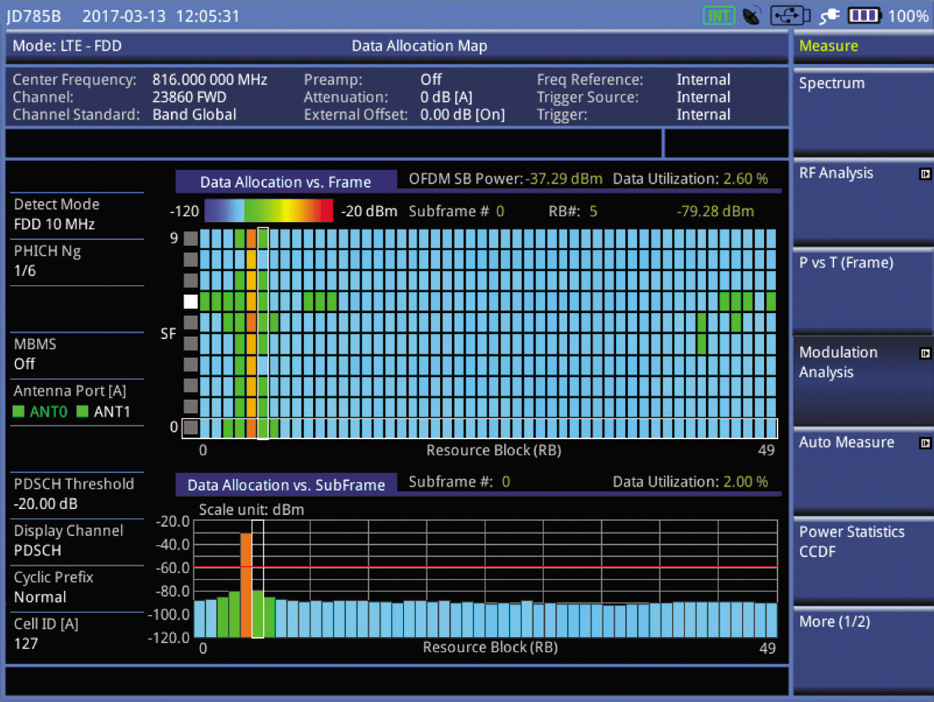 JD785B 2017-03-13 12:05:31 INT 100%
Mode: LTE - FDD Data Allocation Map
Center Frequency: 816.000 000 MHz Preamp: Off Freq Reference: Internal
Channel: 23860 FWD Attenuation: 0 dB [A] Trigger Source: Internal
Channel Standard: Band Global External Offset: 0.00 dB [On] Trigger: Internal
Detect Mode
FDD 10 MHz
PHICH Ng
1/6
MBMS
Off
Antenna Port [A]
ANT0 ANT1
PDSCH Threshold
-20.00 dB
Display Channel
PDSCH
Cyclic Prefix
Normal
Cell ID [A]
127
Data Allocation vs. Frame OFDM SB Power:-37.29 dBm Data Utilization: 2.60 %
-120 -20 dBm Subframe # 0 RB#: 5 -79.28 dBm
9
SF
0
0 Resource Block (RB) 49
Data Allocation vs. SubFrame Subframe #: 0 Data Utilization: 2.00 %
Scale unit: dBm
-20.0
-40.0
-60.0
-80.0
-100.0
-120.0
0 Resource Block (RB) 49
Measure
Spectrum
RF Analysis
P vs T (Frame)
Modulation
Analysis
Auto Measure
Power Statistics
CCDF
More (1/2)